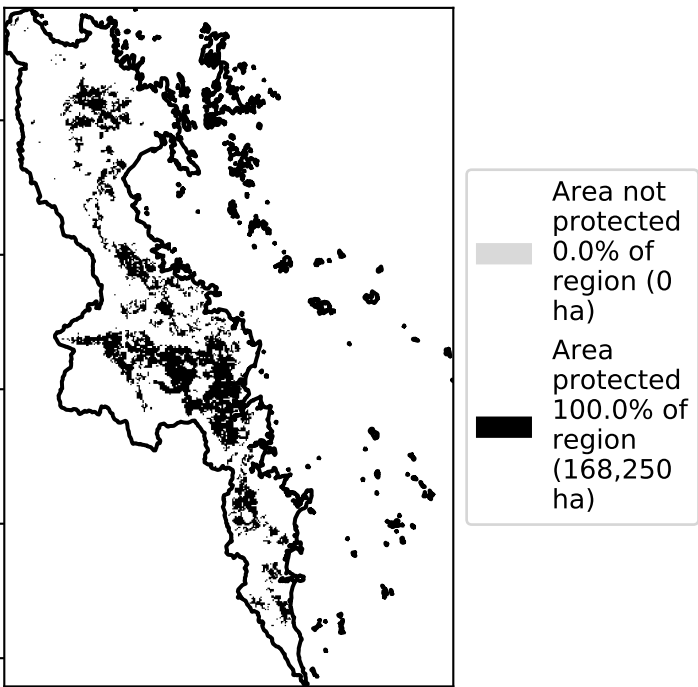 Area not
protected
0.0% of
region (0
ha)
Area
protected
100.0% of
region
(168,250
ha)